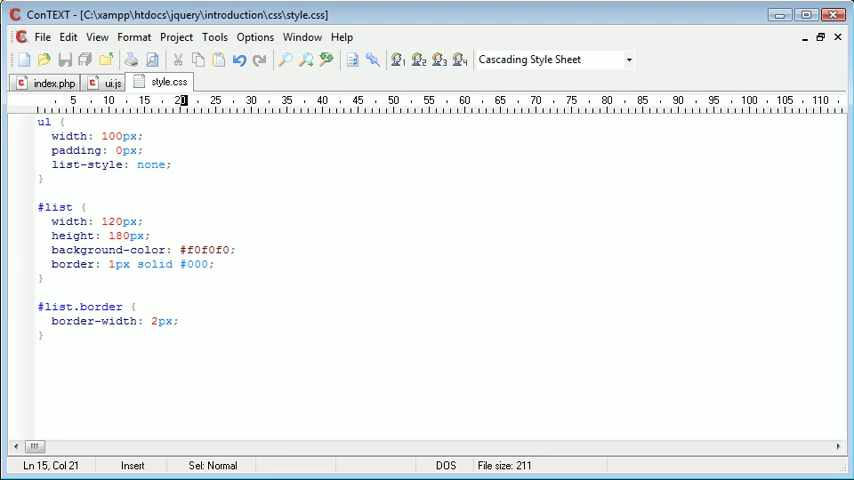 ConTEXT - [C:\xampp\htdocs\jquery\introduction\css\style.css]
File Edit View Format Project Tools Options Window Help
1 2 3 4 Cascading Style Sheet
index.php ui.js style.css
5 10 15 20 25 30 35 40 45 50 55 60 65 70 75 80 85 90 95 100 105 110
ul {
width: 100px;
padding: 0px;
list-style: none;
}
#list {
width: 120px;
height: 180px;
background-color: #f0f0f0;
border: 1px solid #000;
}
#list.border {
border-width: 2px;
}
Ln 15, Col 21 Insert Sel: Normal DOS File size: 211